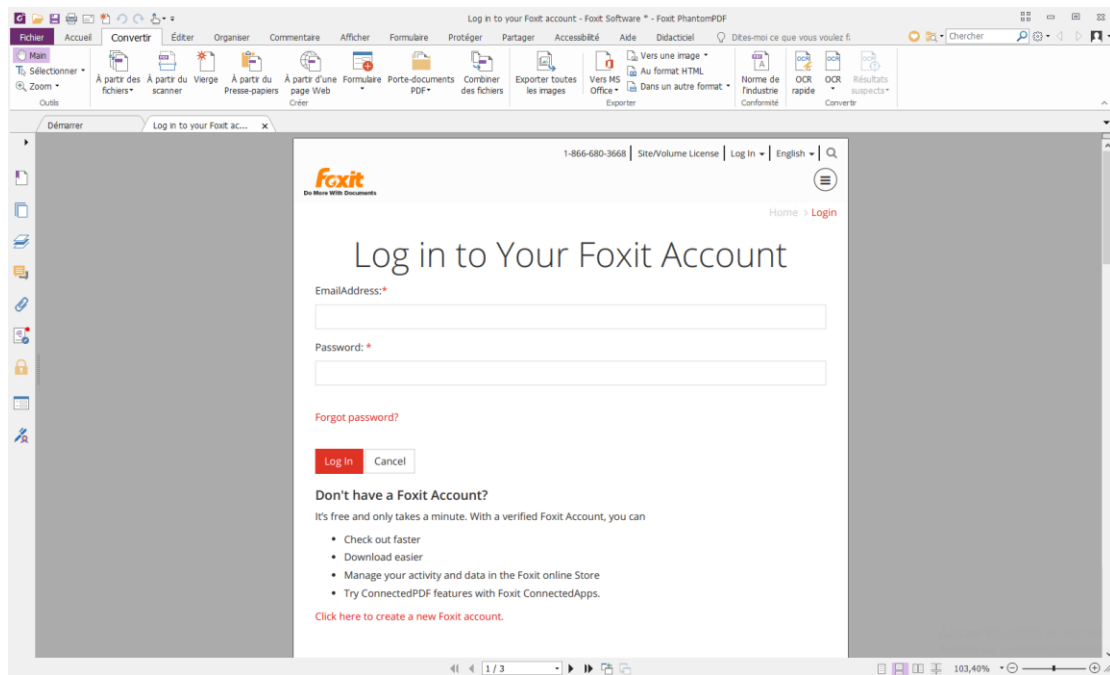 Log in to your Foxit account - Foxit Software * - Foxit PhantomPDF
Fichier Accueil Convertir Éditer Organiser Commentaire Afficher Formulaire Protéger Partager Accessibilité Aide Didacticiel Dites-moi ce que vous voulez f Chercher
Main
Sélectionner
Zoom
Outils
À partir des fichiers
À partir du scanner
Vierge
À partir du Presse-papiers
À partir d'une page Web
Formulaire
Porte-documents PDF
Combiner des fichiers
Créer
Exporter toutes les images
Vers MS Office
Vers une image
Au format HTML
Dans un autre format
Exporter
Norme de l'industrie
Conformité
OCR rapide
OCR
Résultats suspects
Convertir
Démarrer
Log in to your Foxit ac... x
1-866-680-3668 | Site/Volume License | Log In | English
Foxit
Do More With Documents
Home > Login
Log in to Your Foxit Account
EmailAddress:*
Password: *
Forgot password?
Log In Cancel
Don't have a Foxit Account?
It's free and only takes a minute. With a verified Foxit Account, you can
• Check out faster
• Download easier
• Manage your activity and data in the Foxit online Store
• Try ConnectedPDF features with Foxit ConnectedApps.
Click here to create a new Foxit account.
1 / 3
103,40%